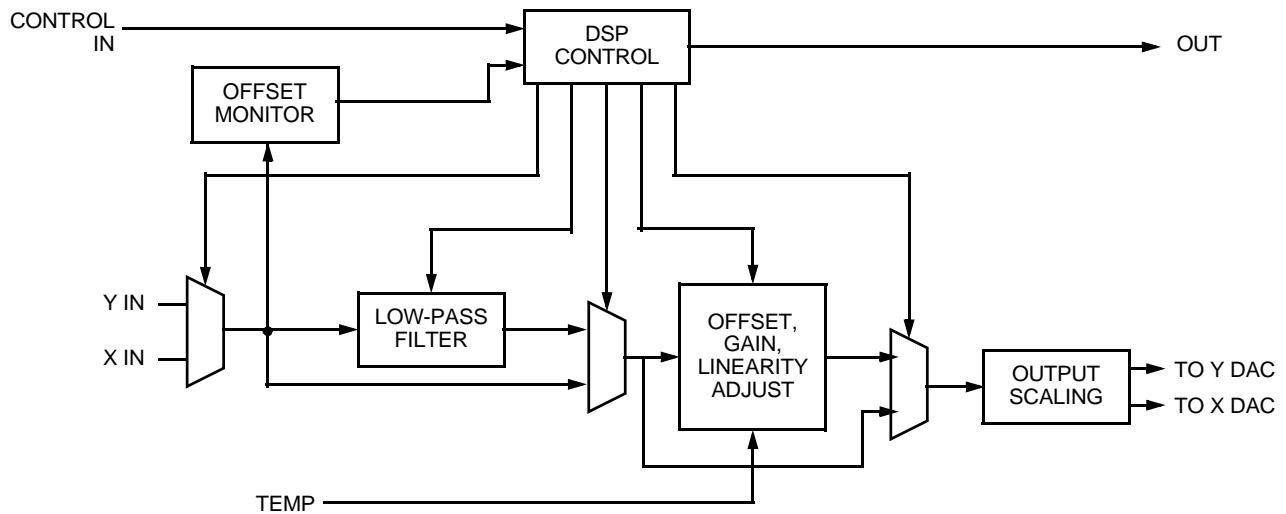 CONTROL
IN
DSP
CONTROL
OUT
OFFSET
MONITOR
Y IN
X IN
LOW-PASS
FILTER
OFFSET,
GAIN,
LINEARITY
ADJUST
OUTPUT
SCALING
TO Y DAC
TO X DAC
TEMP